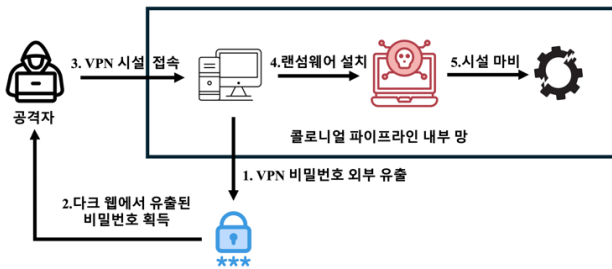 3. VPN 시설 접속
4.랜섬웨어 설치
5.시설 마비
공격자
콜로니얼 파이프라인 내부 망
1. VPN 비밀번호 외부 유출
2.다크 웹에서 유출된
비밀번호 획득
***